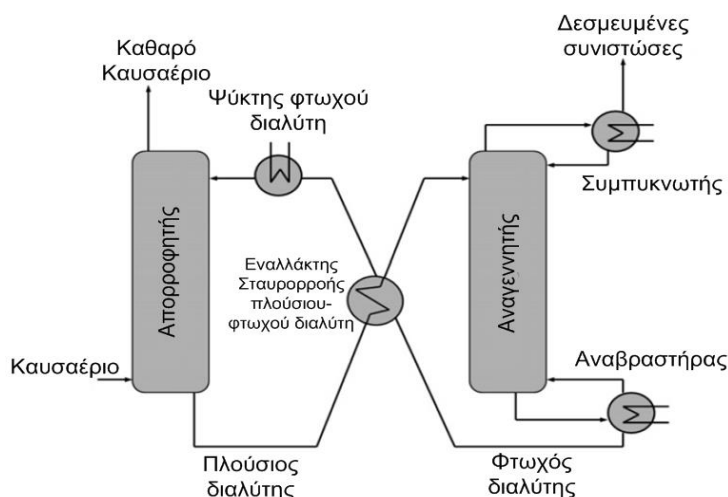 Καθαρό
Καυσαέριο
Ψύκτης φτωχού
διαλύτη
Δεσμευμένες
συνιστώσες
Συμπυκνωτής
Απορροφητής
Εναλλάκτης
Σταυρορροής
πλούσιου-
φτωχού διαλύτη
Αναγεννητής
Καυσαέριο
Αναβραστήρας
Πλούσιος
διαλύτης
Φτωχός
διαλύτης